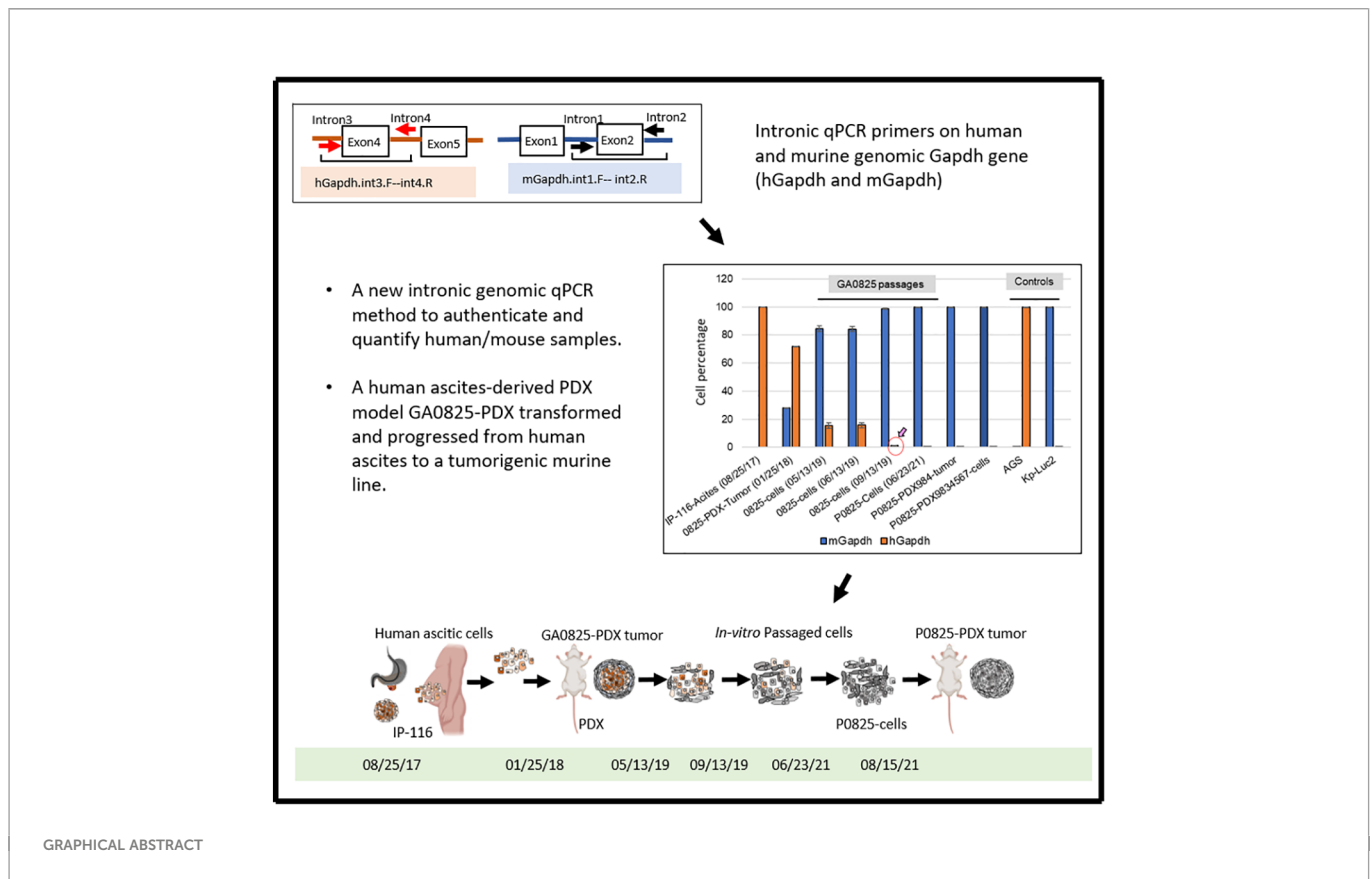 Intron3
Intron4
Intron1
Intron2
Exon4
Exon5
Exon1
Exon2
hGapdh.int3.F--int4.R
mGapdh.int1.F-- int2.R
Intronic qPCR primers on human
and murine genomic Gapdh gene
(hGapdh and mGapdh)
• A new intronic genomic qPCR
method to authenticate and
quantify human/mouse samples.
• A human ascites-derived PDX
model GA0825-PDX transformed
and progressed from human
ascites to a tumorigenic murine
line.
GA0825 passages
Controls
Cell percentage
120
100
80
60
40
20
0
IP-116-Acites (08/25/17)
0825-PDX-Tumor (01/25/18)
0825-cells (05/13/19)
0825-cells (06/13/19)
0825-cells (09/13/19)
P0825-Cells (06/23/21)
P0825-PDX984-tumor
P0825-PDX9834567-cells
AGS
Kp-Luc2
mGapdh
hGapdh
Human ascitic cells
GA0825-PDX tumor
In-vitro Passaged cells
P0825-PDX tumor
IP-116
PDX
P0825-cells
08/25/17
01/25/18
05/13/19
09/13/19
06/23/21
08/15/21
GRAPHICAL ABSTRACT